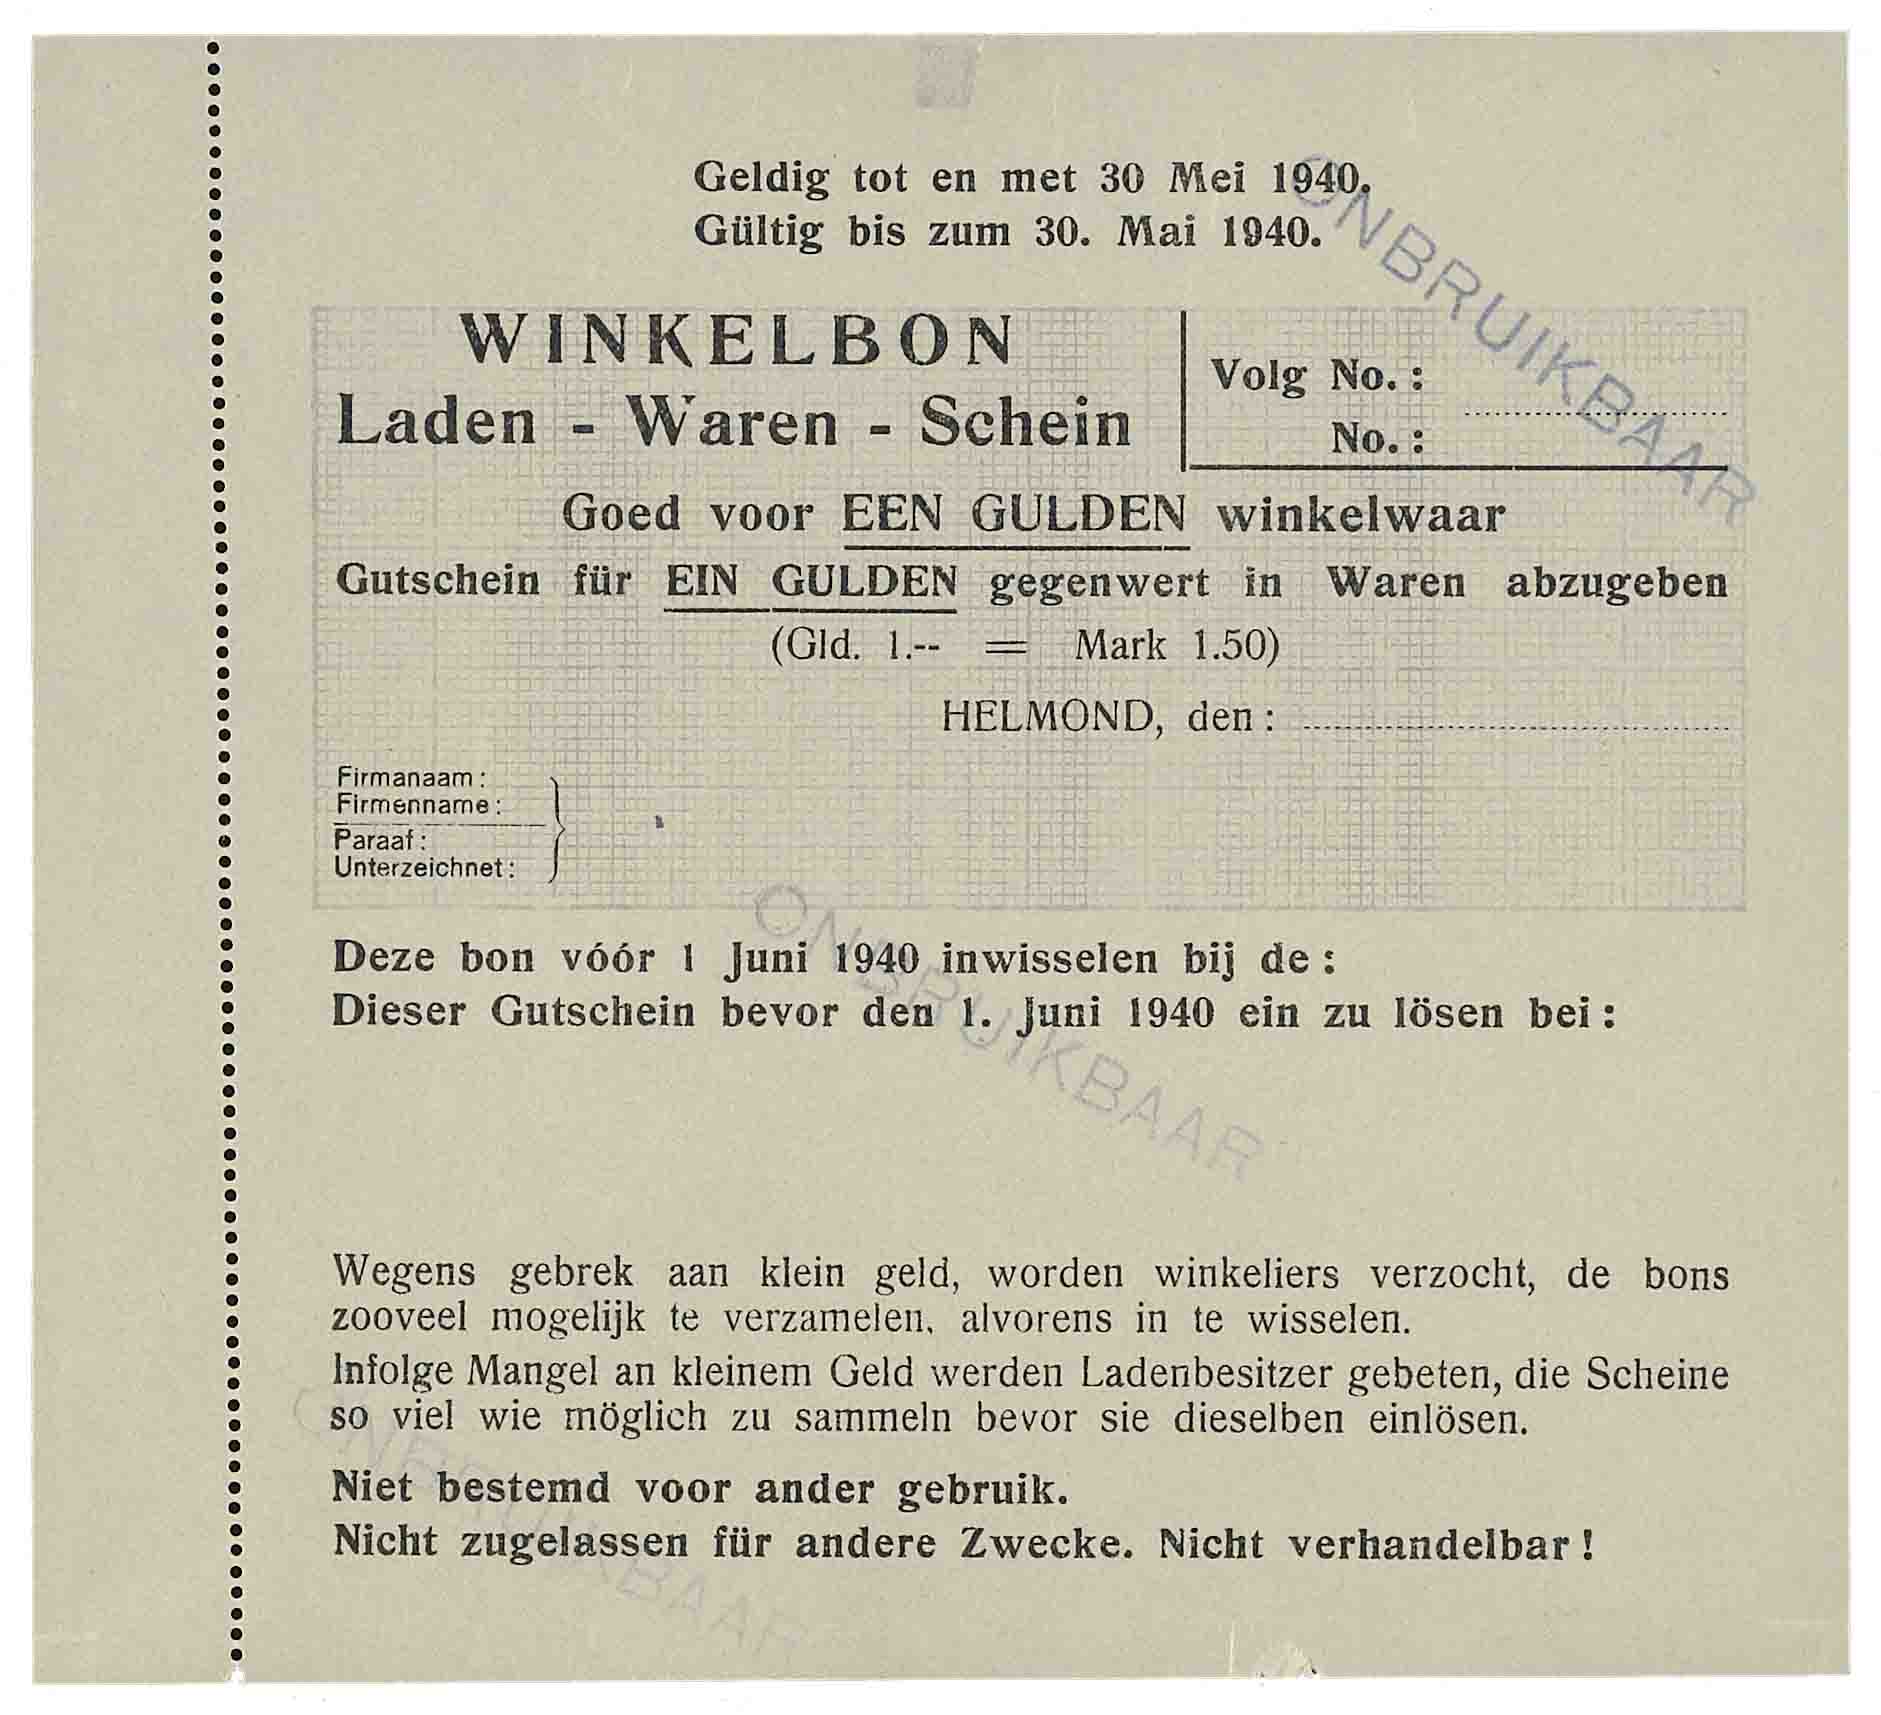 Geldig tot en met 30 Mei 1940.
Gültig bis zum 30. Mai 1940.
ONBRUIKBAAR
WINKELBON
Laden - Waren - Schein
Volg No. :
No. :
Goed voor EEN GULDEN winkelwaar
Gutschein für EIN GULDEN gegenwert in Waren abzugeben
(Gld. 1.-- = Mark 1.50)
HELMOND, den :
Firmanaam :
Firmenname :
Paraaf :
Unterzeichnet :
ONBRUIKBAAR
Deze bon vóór 1 Juni 1940 inwisselen bij de :
Dieser Gutschein bevor den 1. Juni 1940 ein zu lösen bei :
Wegens gebrek aan klein geld, worden winkeliers verzocht, de bons
zooveel mogelijk te verzamelen, alvorens in te wisselen.
Infolge Mangel an kleinem Geld werden Ladenbesitzer gebeten, die Scheine
so viel wie möglich zu sammeln bevor sie dieselben einlösen.
ONBRUIKBAAR
Niet bestemd voor ander gebruik.
Nicht zugelassen für andere Zwecke. Nicht verhandelbar !